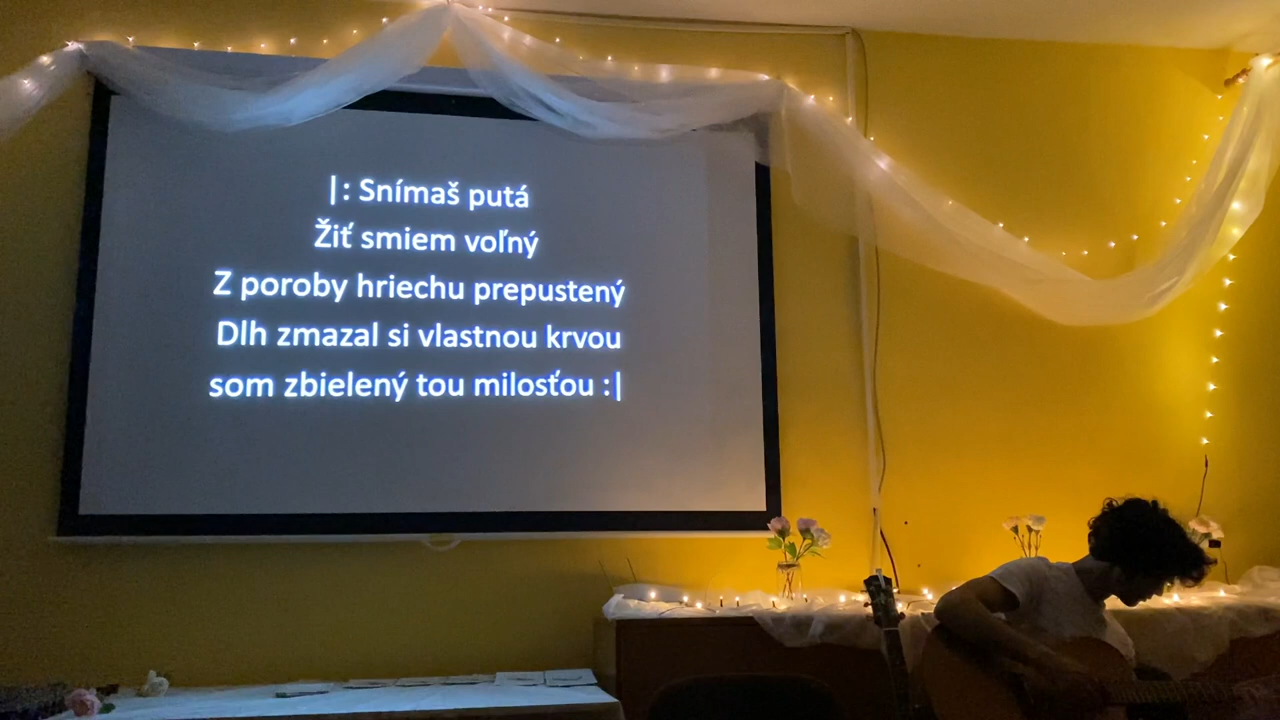 |: Snímaš putá
Žiť smiem voľný
Z poroby hriechu prepustený
Dlh zmazal si vlastnou krvou
som zbielený tou milosťou :|